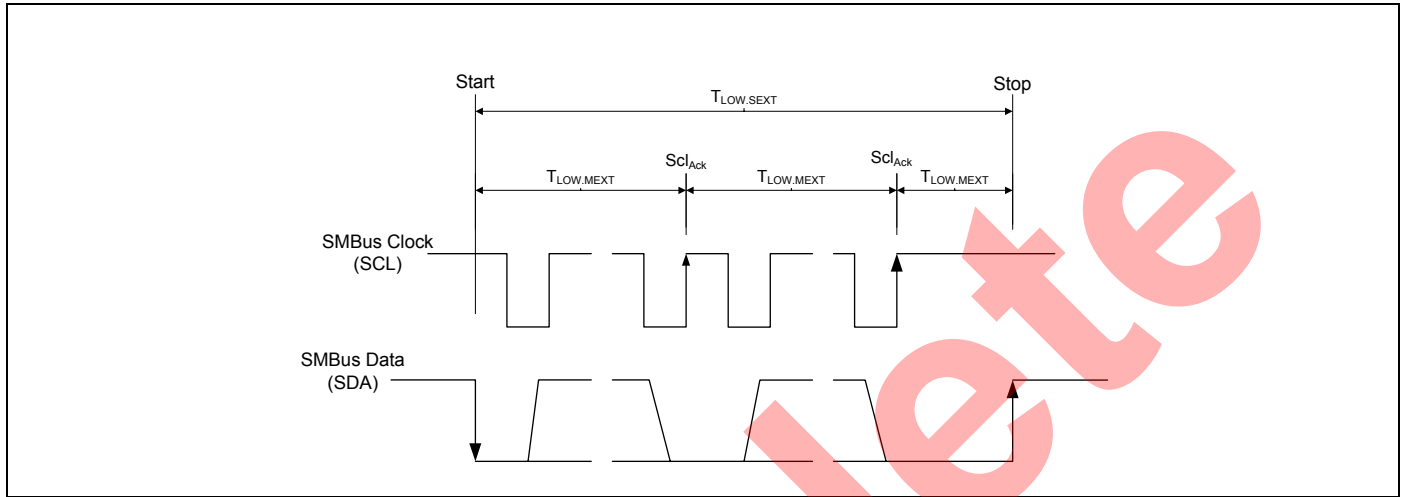 Start
Stop
TLOW.SEXT
SclAck
SclAck
TLOW.MEXT
TLOW.MEXT
TLOW.MEXT
SMBus Clock
(SCL)
SMBus Data
(SDA)
lete